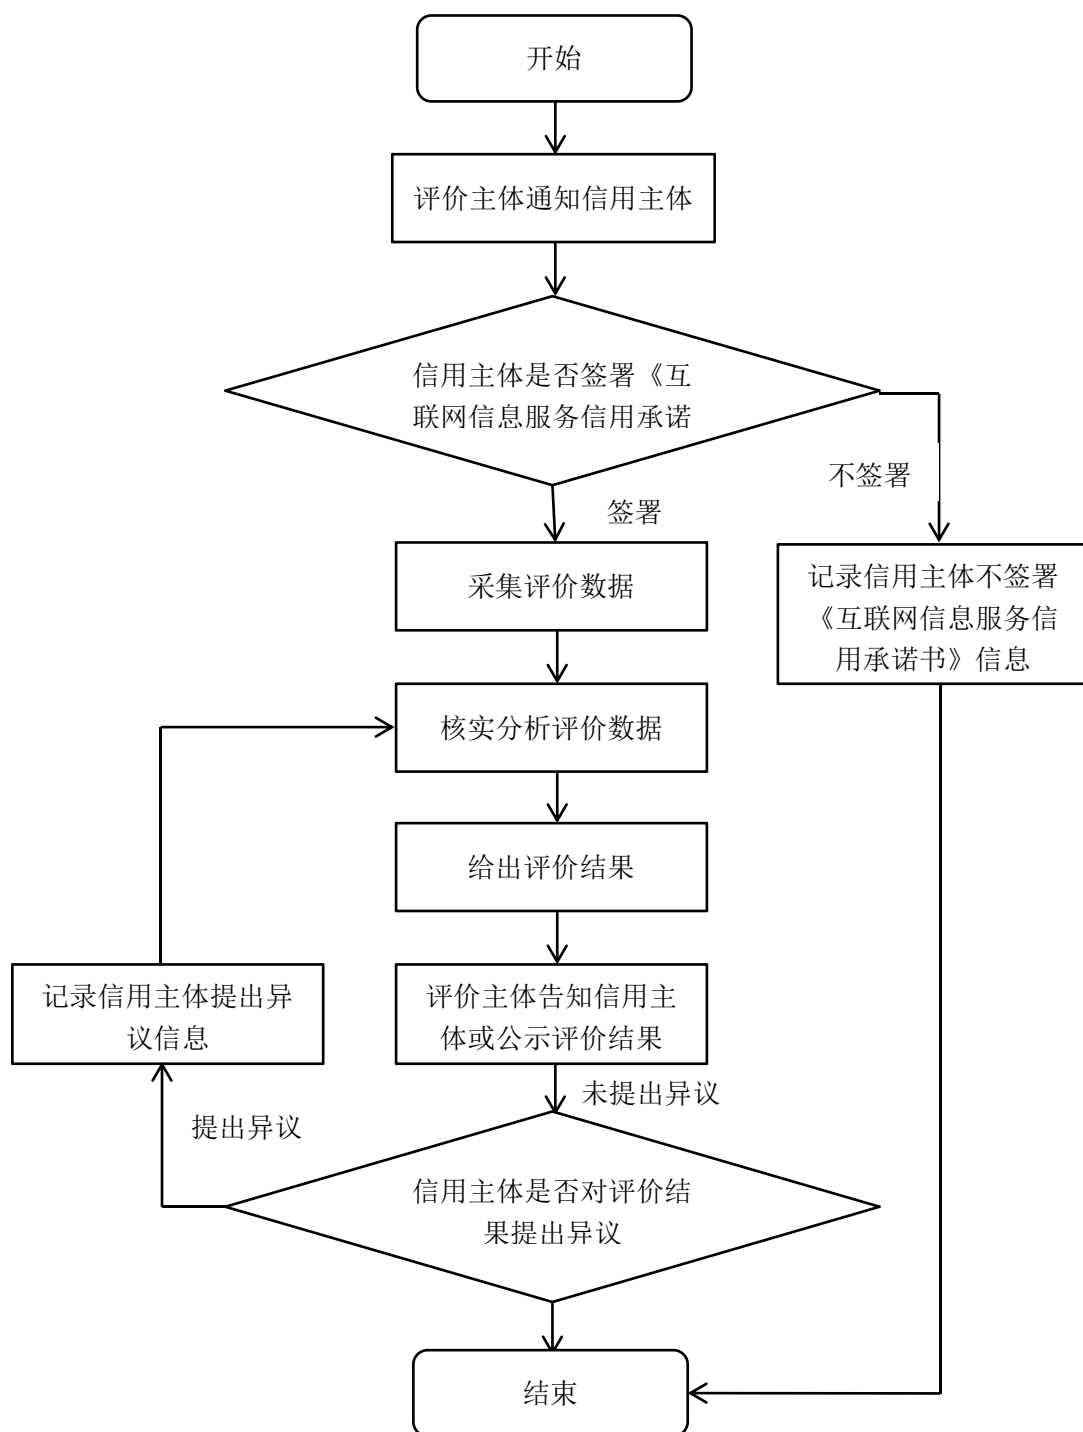 开始
评价主体通知信用主体
信用主体是否签署《互
联网信息服务信用承诺
不签署
签署
采集评价数据
记录信用主体不签署
《互联网信息服务信
用承诺书》信息
核实分析评价数据
给出评价结果
记录信用主体提出异
议信息
评价主体告知信用主
体或公示评价结果
未提出异议
提出异议
信用主体是否对评价结
果提出异议
结束